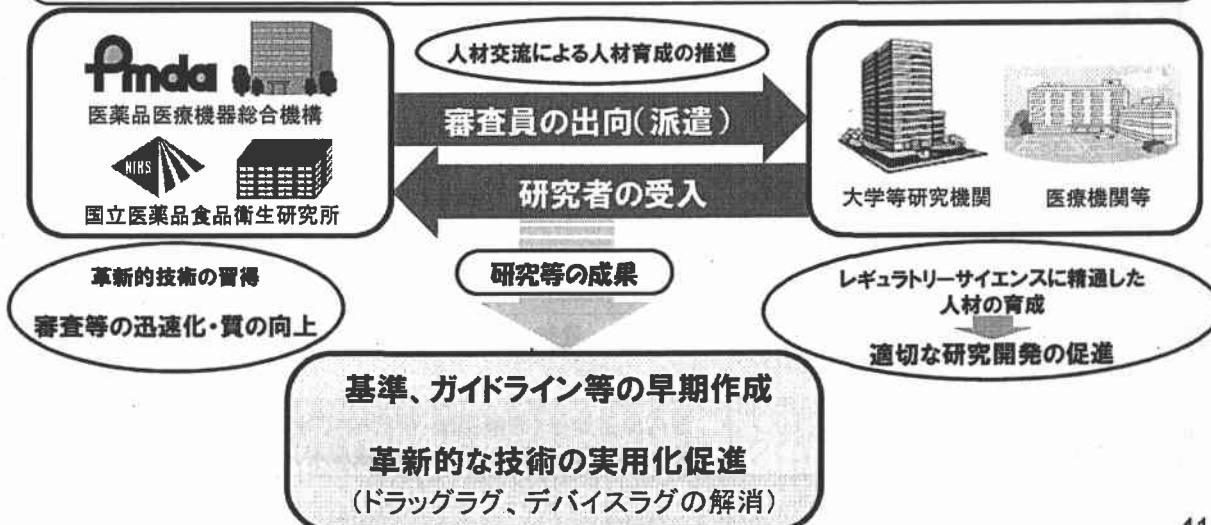 人材交流による人材育成の推進
Pmda
医薬品医療機器総合機構
NIHS
国立医薬品食品衛生研究所
審査員の出向(派遣)
研究者の受入
大学等研究機関
医療機関等
革新的技術の習得
審査等の迅速化・質の向上
研究等の成果
レギュラトリーサイエンスに精通した
人材の育成
適切な研究開発の促進
基準、ガイドライン等の早期作成
革新的な技術の実用化促進
(ドラッグラグ、デバイスラグの解消)